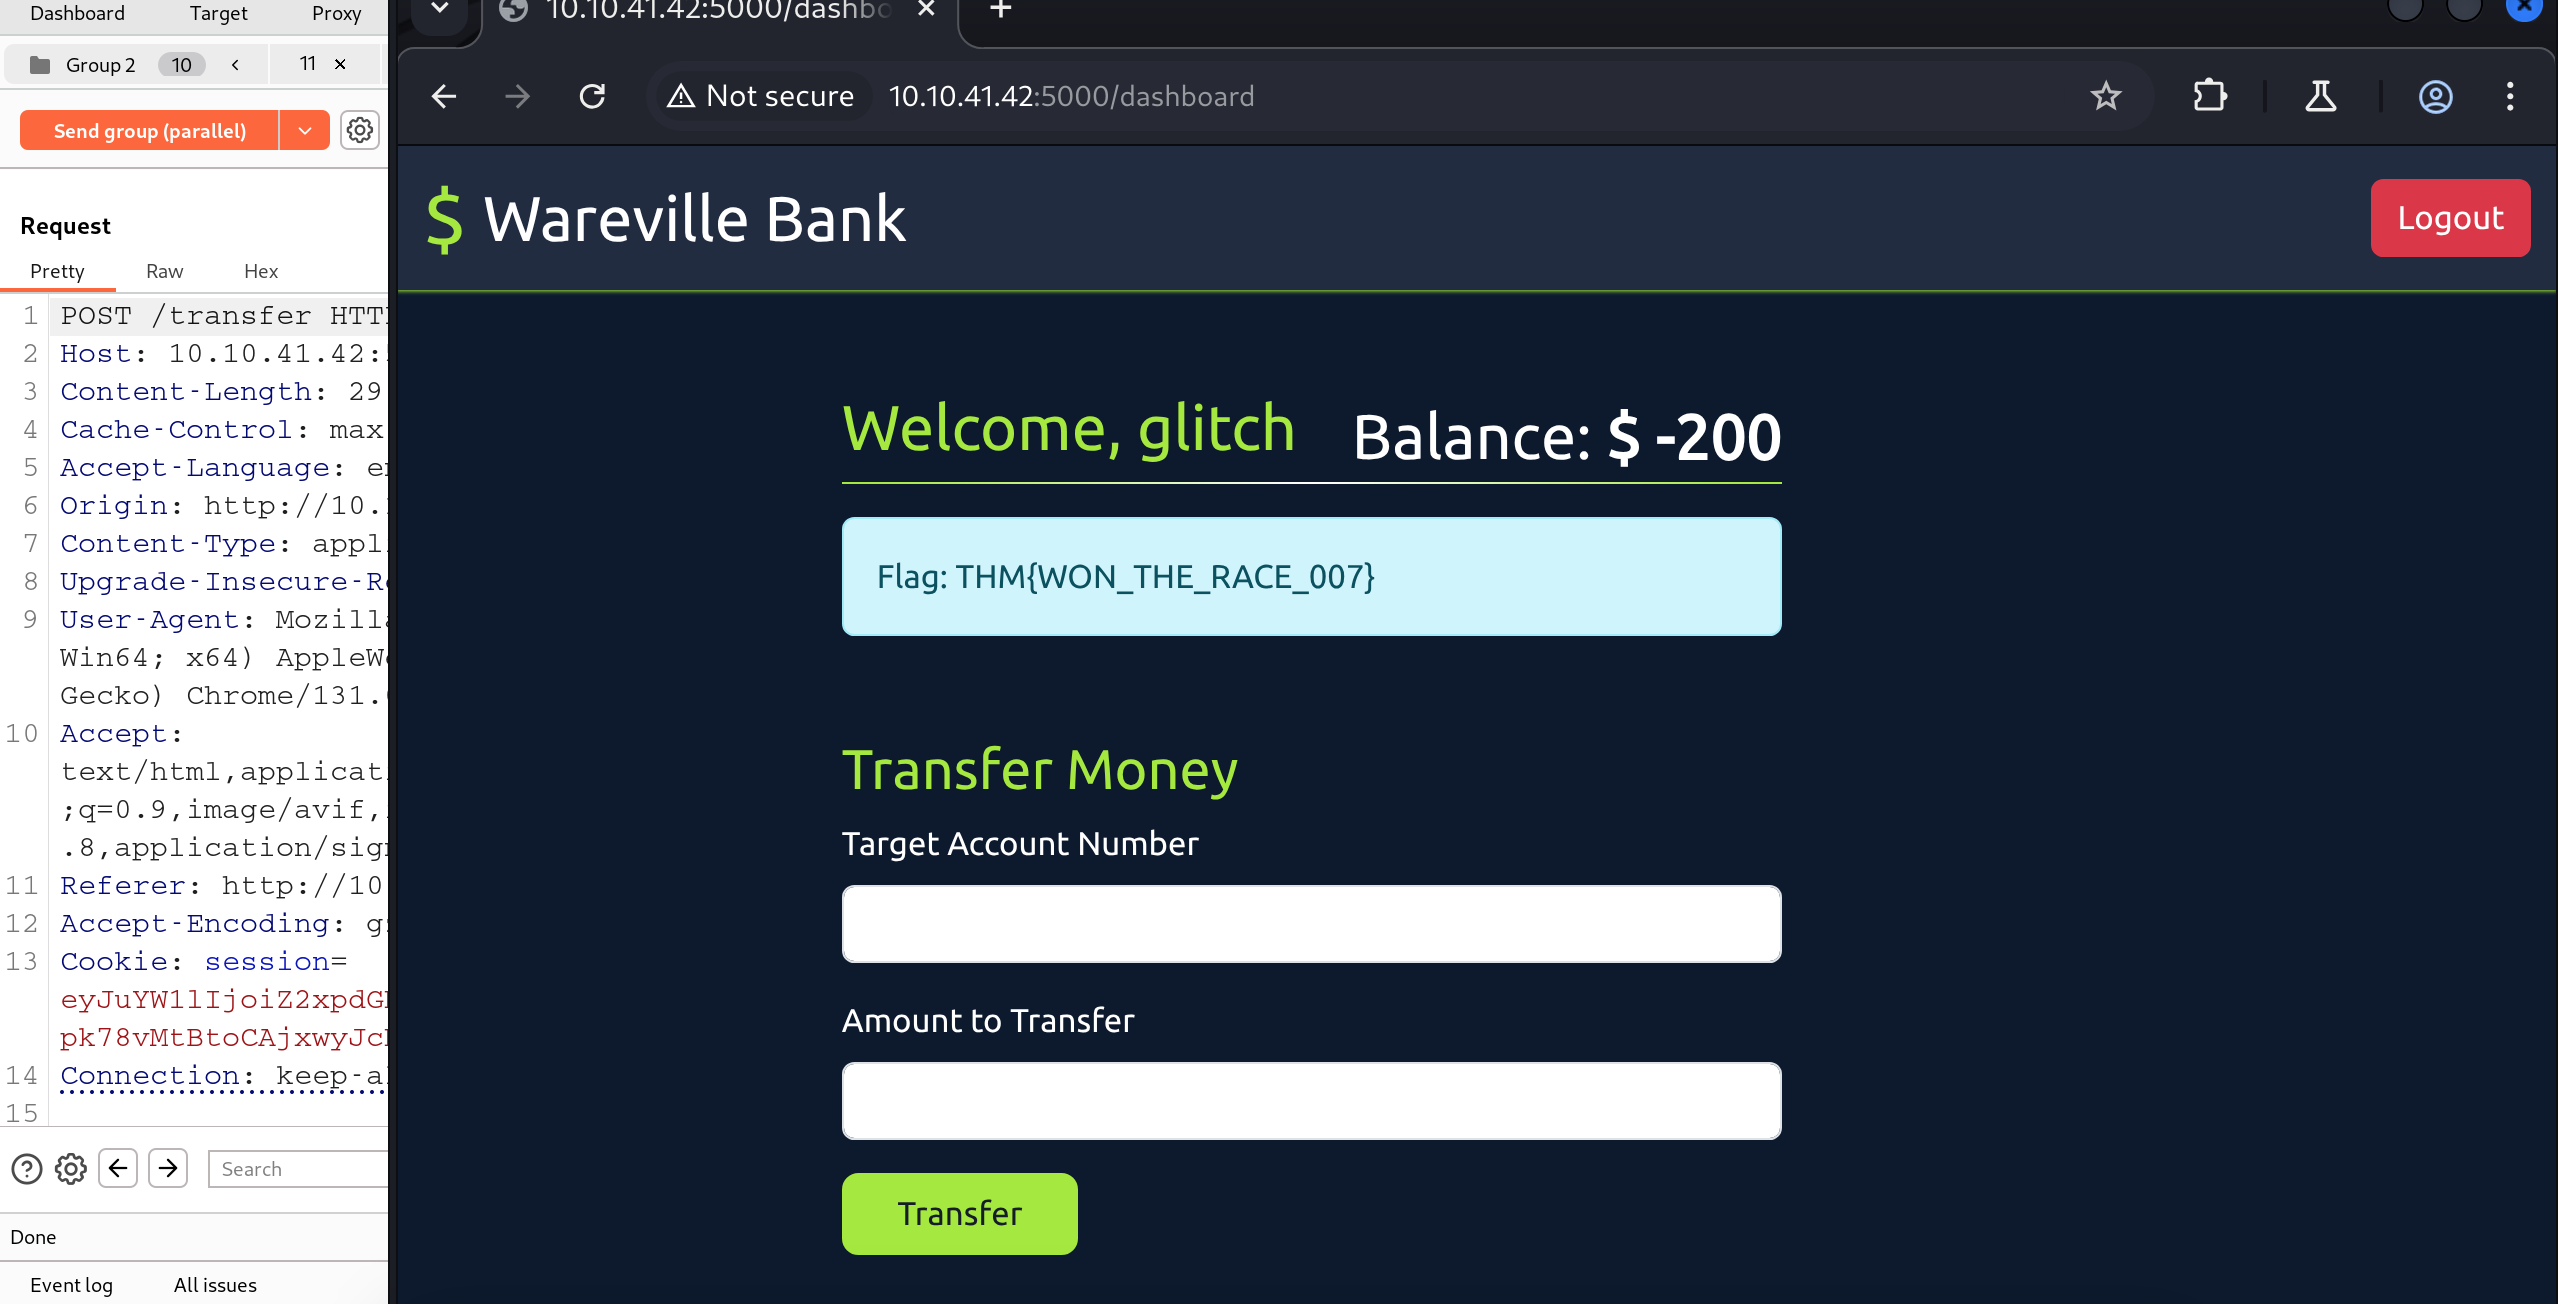 Dashboard Target Proxy
Group 2 10 11
Send group (parallel)
Request
Pretty Raw Hex
1 POST /transfer HTT
2 Host: 10.10.41.42:
3 Content-Length: 29
4 Cache-Control: max
5 Accept-Language: e
6 Origin: http://10.
7 Content-Type: appl
8 Upgrade-Insecure-R
9 User-Agent: Mozill
Win64; x64) AppleW
Gecko) Chrome/131.
10 Accept:
text/html,applicat
;q=0.9,image/avif,
.8,application/sig
11 Referer: http://10
12 Accept-Encoding: g
13 Cookie: session=
eyJuYW1lIjoiZ2xpdG
pk78vMtBtoCAjxwyJc
14 Connection: keep-a
15
Search
Done
Event log All issues
10.10.41.42:5000/dashbo
Not secure 10.10.41.42:5000/dashboard
$ Wareville Bank
Logout
Welcome, glitch Balance: $ -200
Flag: THM{WON_THE_RACE_007}
Transfer Money
Target Account Number
Amount to Transfer
Transfer